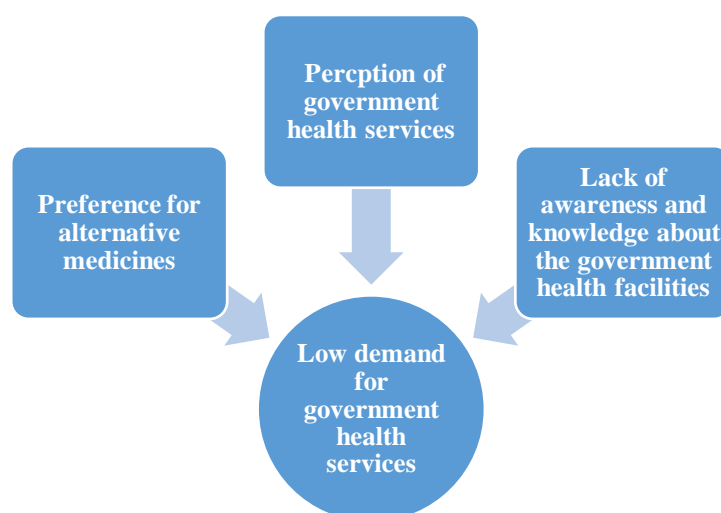 Percption of
government
health services
Preference for
alternative
medicines
Lack of
awareness and
knowledge about
the government
health facilities
Low demand
for
government
health
services